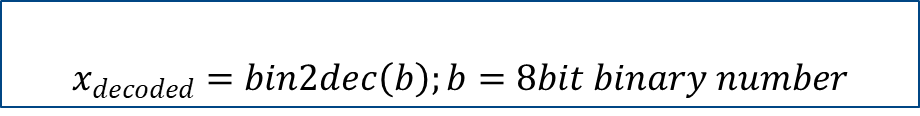 x_decoded = bin2dec(b); b = 8bit binary number